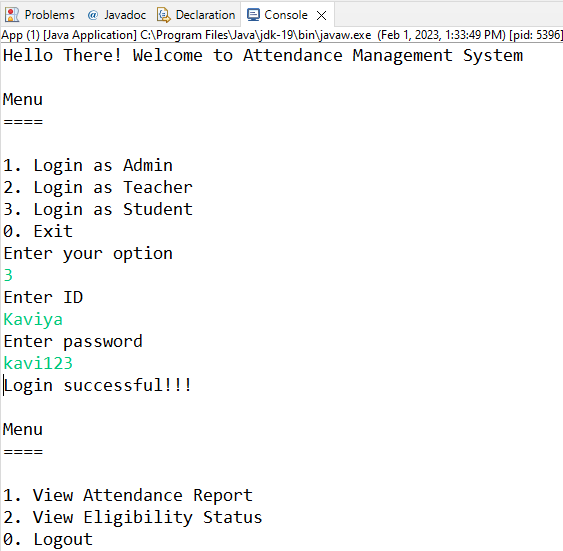 Problems @ Javadoc Declaration Console
App (1) [Java Application] C:\Program Files\Java\jdk-19\bin\javaw.exe (Feb 1, 2023, 1:33:49 PM) [pid: 5396]
Hello There! Welcome to Attendance Management System
Menu
====
1. Login as Admin
2. Login as Teacher
3. Login as Student
0. Exit
Enter your option
3
Enter ID
Kaviya
Enter password
kavi123
Login successful!!!
Menu
====
1. View Attendance Report
2. View Eligibility Status
0. Logout